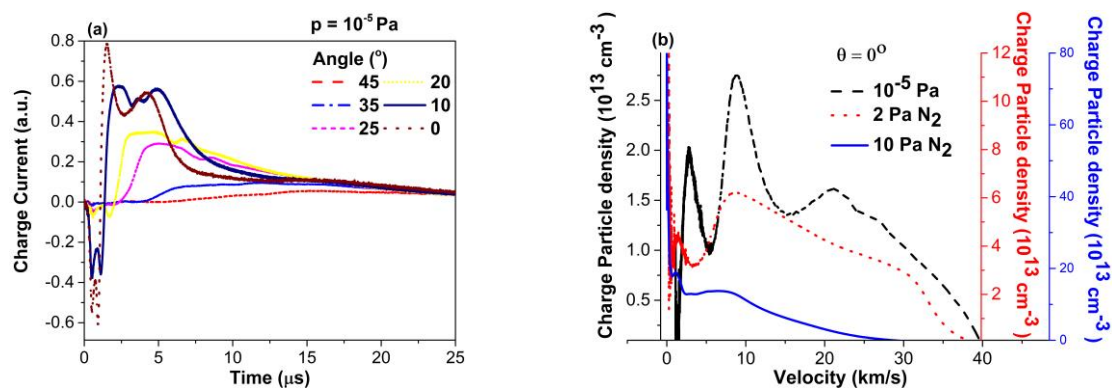 (a)
p = 10⁻⁵ Pa
Angle (°)
45 20
35 10
25 0
Charge Current (a.u.)
0.8
0.6
0.4
0.2
0.0
-0.2
-0.4
-0.6
0 5 10 15 20 25
Time (μs)
(b)
θ = 0°
10⁻⁵ Pa
2 Pa N₂
10 Pa N₂
Charge Particle density (10¹³ cm⁻³)
2.5
2.0
1.5
1.0
0.5
0 10 20 30 40
Velocity (km/s)
12
10
8
6
4
2
0
Charge Particle density (10¹³ cm⁻³)
80
60
40
20
0
Charge Particle density (10¹³ cm⁻³)